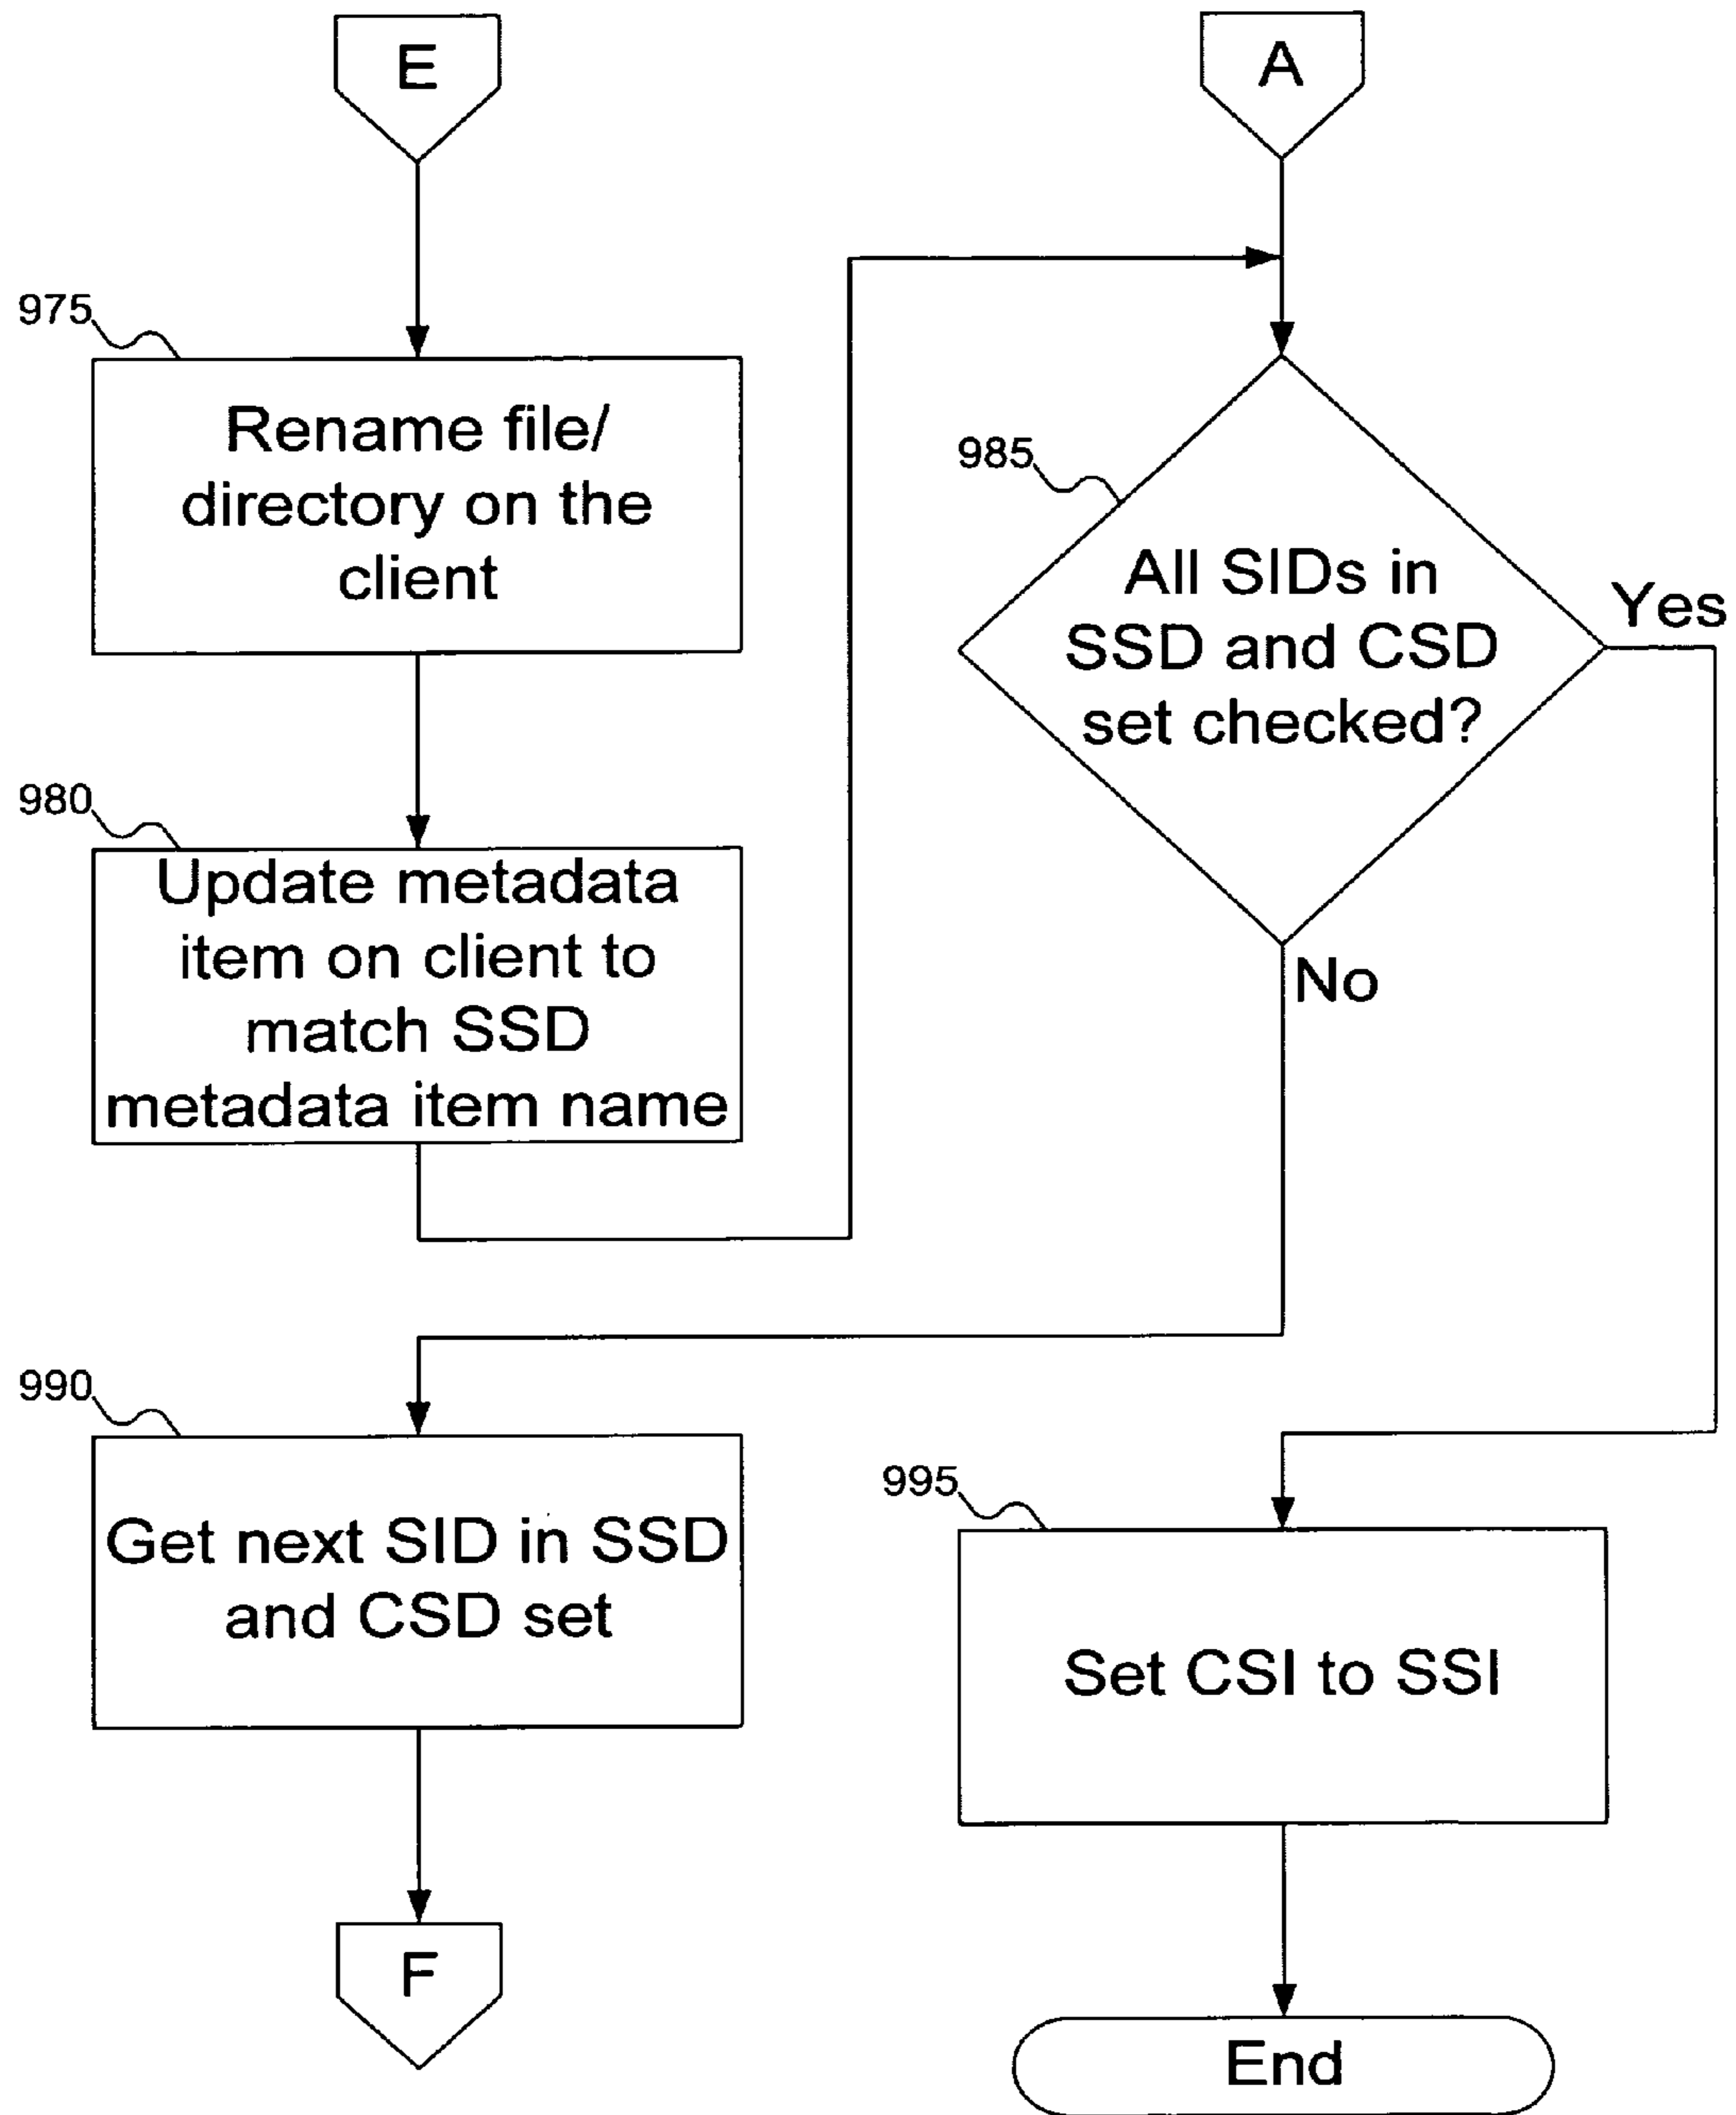 E
A
975
Rename file/
directory on the
client
985
All SIDs in
SSD and CSD
set checked?
Yes
No
980
Update metadata
item on client to
match SSD
metadata item name
990
Get next SID in SSD
and CSD set
995
Set CSI to SSI
F
End